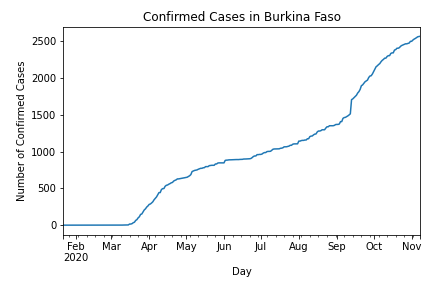 Confirmed Cases in Burkina Faso
Number of Confirmed Cases
2500
2000
1500
1000
500
0
Feb Mar Apr May Jun Jul Aug Sep Oct Nov
2020
Day